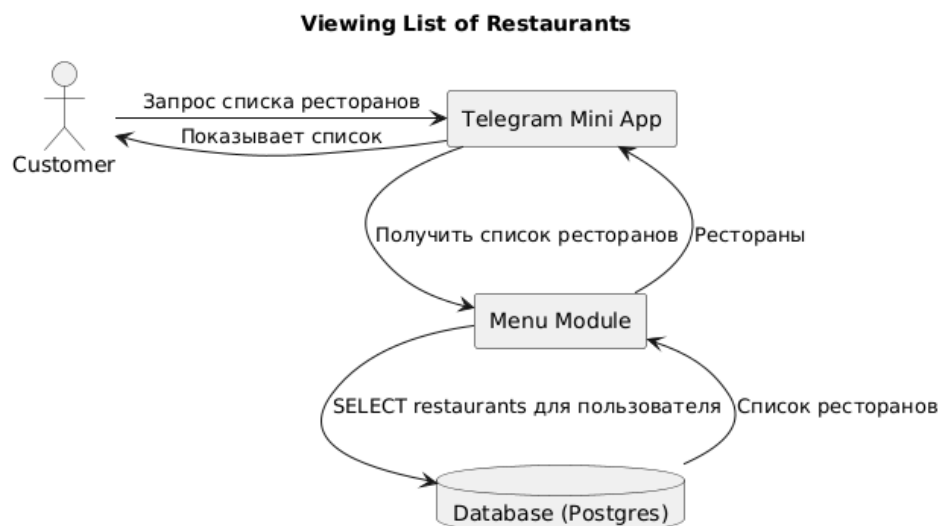 Viewing List of Restaurants
Запрос списка ресторанов
Telegram Mini App
Показывает список
Customer
Получить список ресторанов
Рестораны
Menu Module
SELECT restaurants для пользователя
Список ресторанов
Database (Postgres)